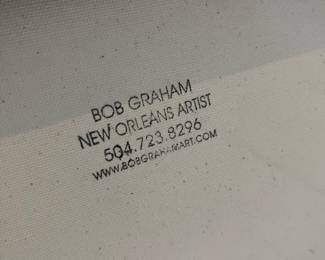 BOB GRAHAM
NEW ORLEANS ARTIST
504.723.8296
WWW.BOBGRAHAMART.COM